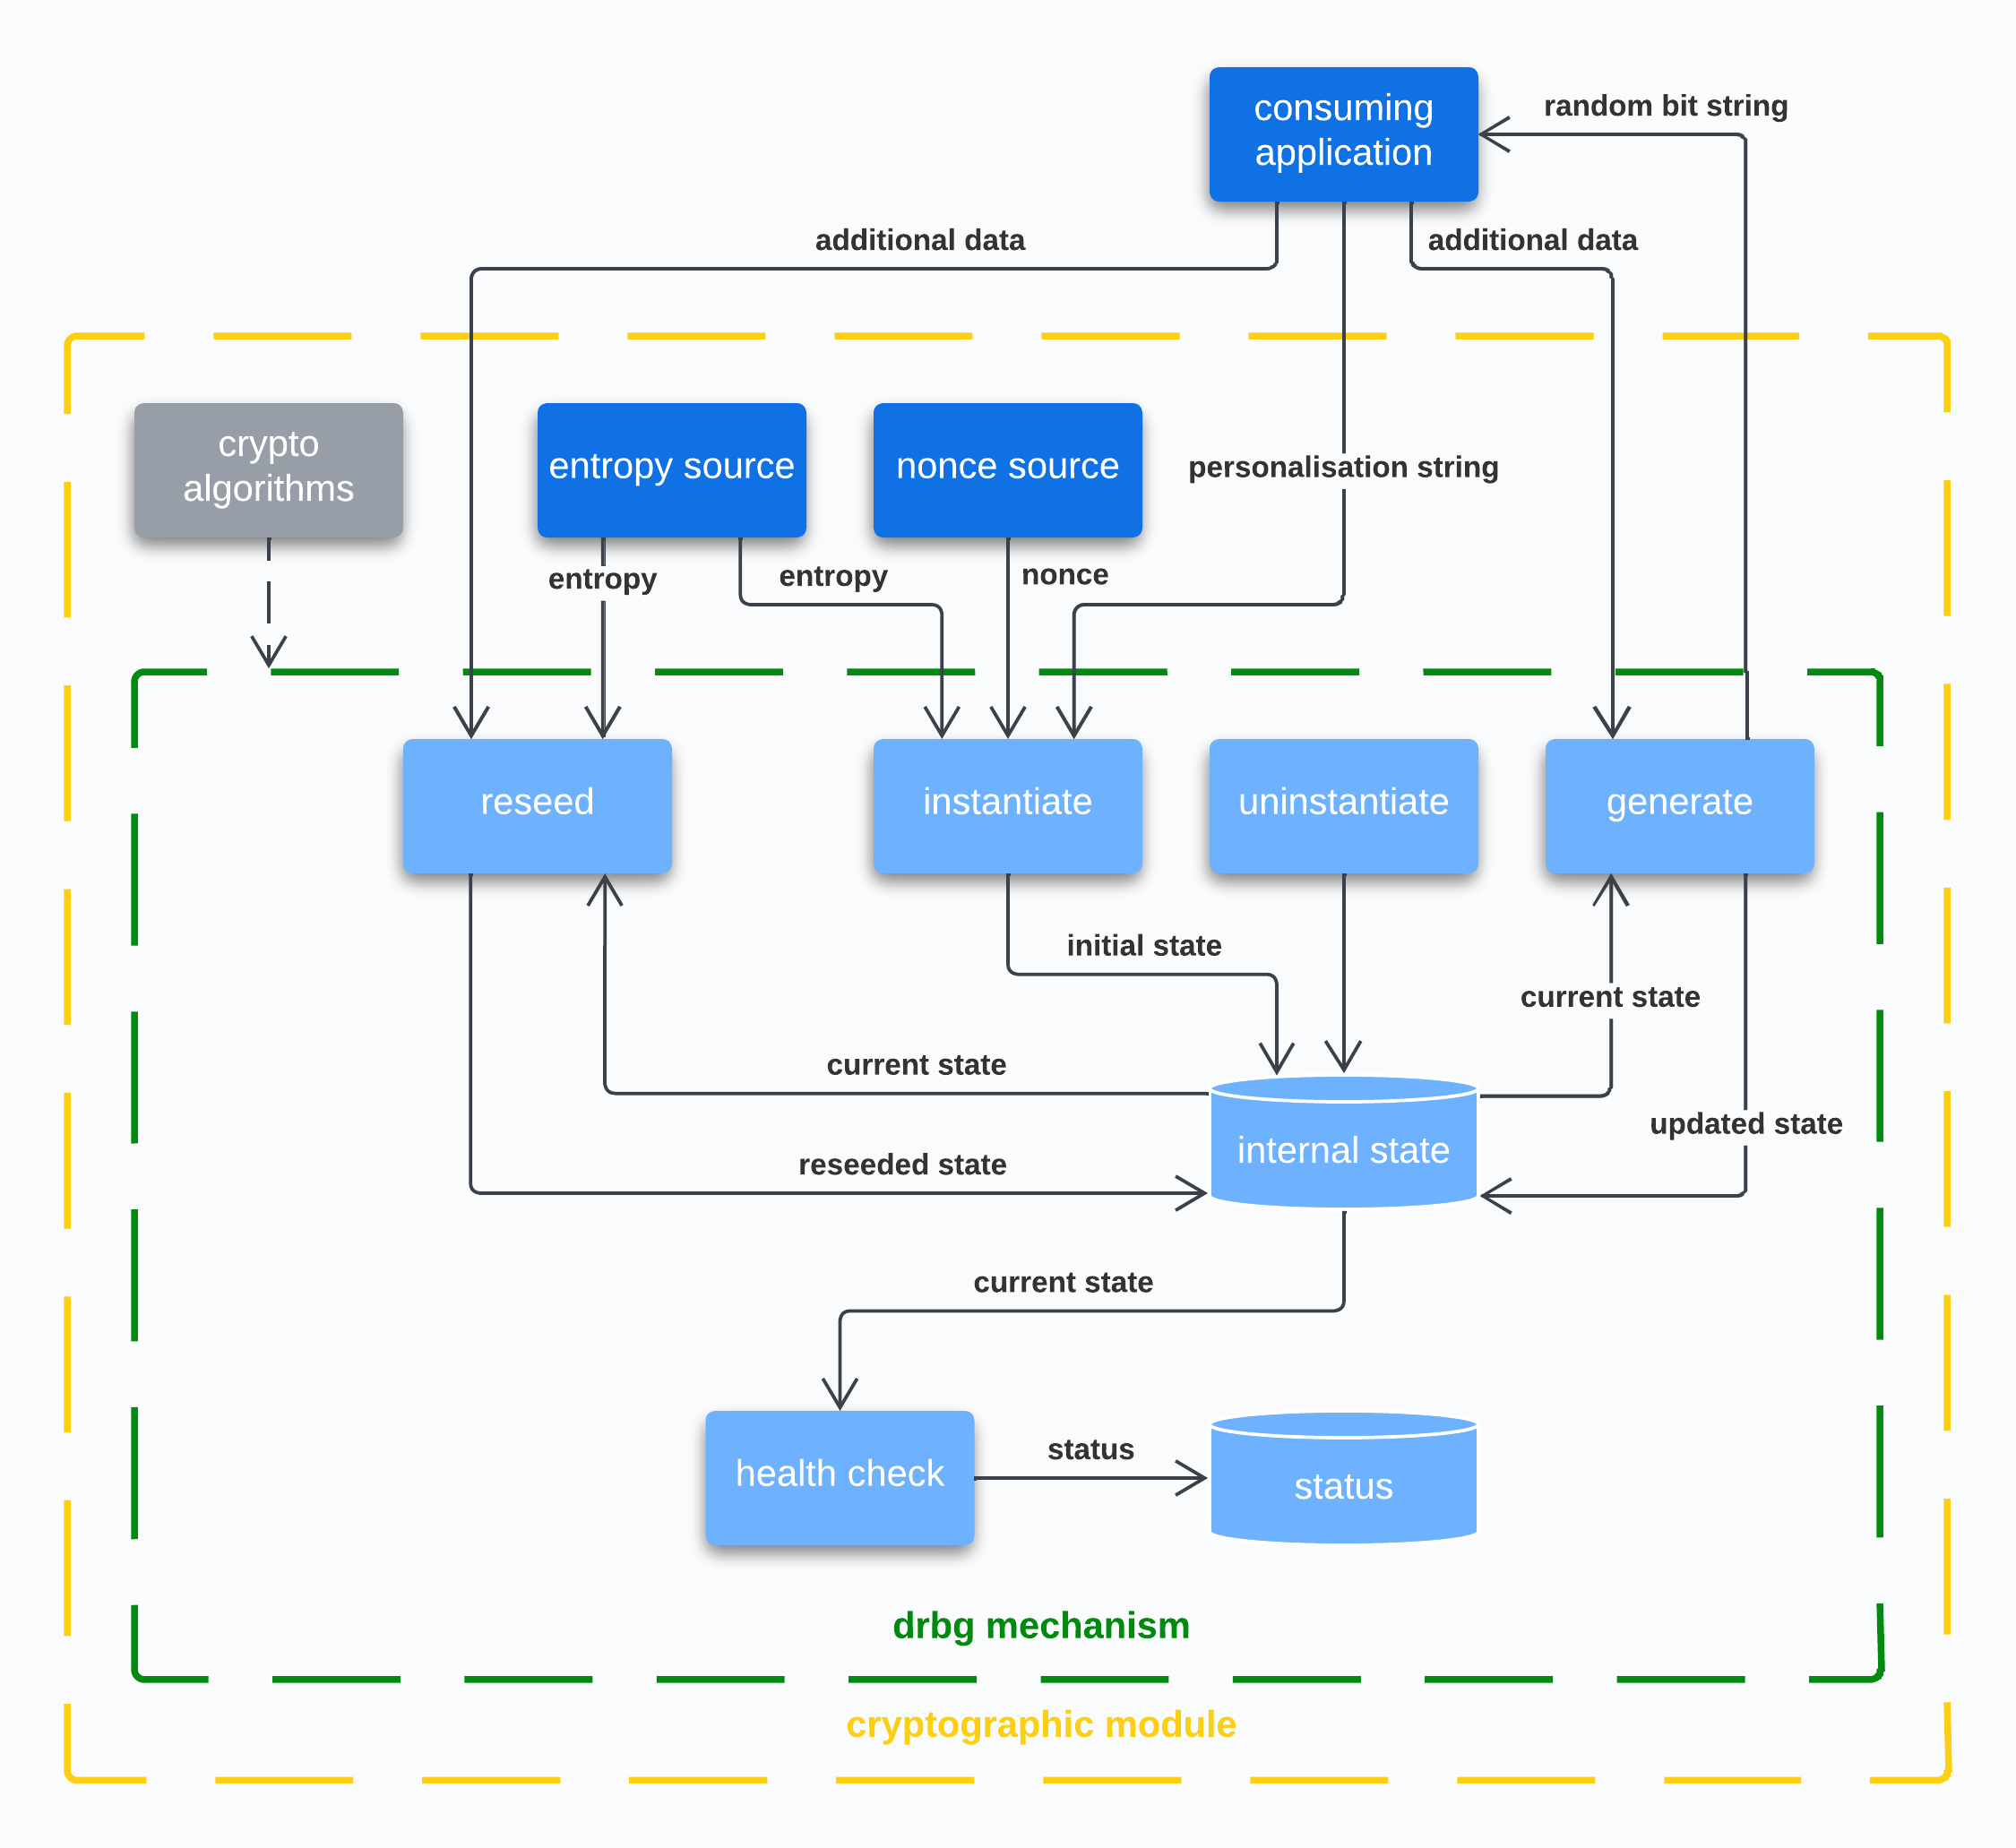 consuming
application
random bit string
additional data
additional data
crypto
algorithms
entropy source
nonce source
personalisation string
entropy
entropy
nonce
reseed
instantiate
uninstantiate
generate
initial state
current state
current state
updated state
internal state
reseeded state
current state
health check
status
status
drbg mechanism
cryptographic module